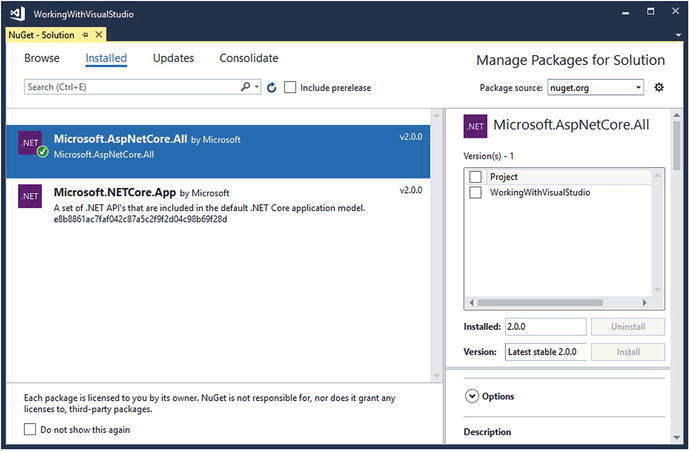 WorkingWithVisualStudio
NuGet - Solution
Browse Installed Updates Consolidate
Manage Packages for Solution
Search (Ctrl+E)
Include prerelease
Package source: nuget.org
.NET
Microsoft.AspNetCore.All by Microsoft v2.0.0
Microsoft.AspNetCore.All
.NET
Microsoft.NETCore.App by Microsoft v2.0.0
A set of .NET API's that are included in the default .NET Core application model.
e8b8861ac7faf042c87a5c2f9f2d04c98b69f28d
Each package is licensed to you by its owner. NuGet is not responsible for, nor does it grant any
licenses to, third-party packages.
Do not show this again
.NET
Microsoft.AspNetCore.All
Version(s) - 1
Project
WorkingWithVisualStudio
Installed: 2.0.0 Uninstall
Version: Latest stable 2.0.0 Install
Options
Description